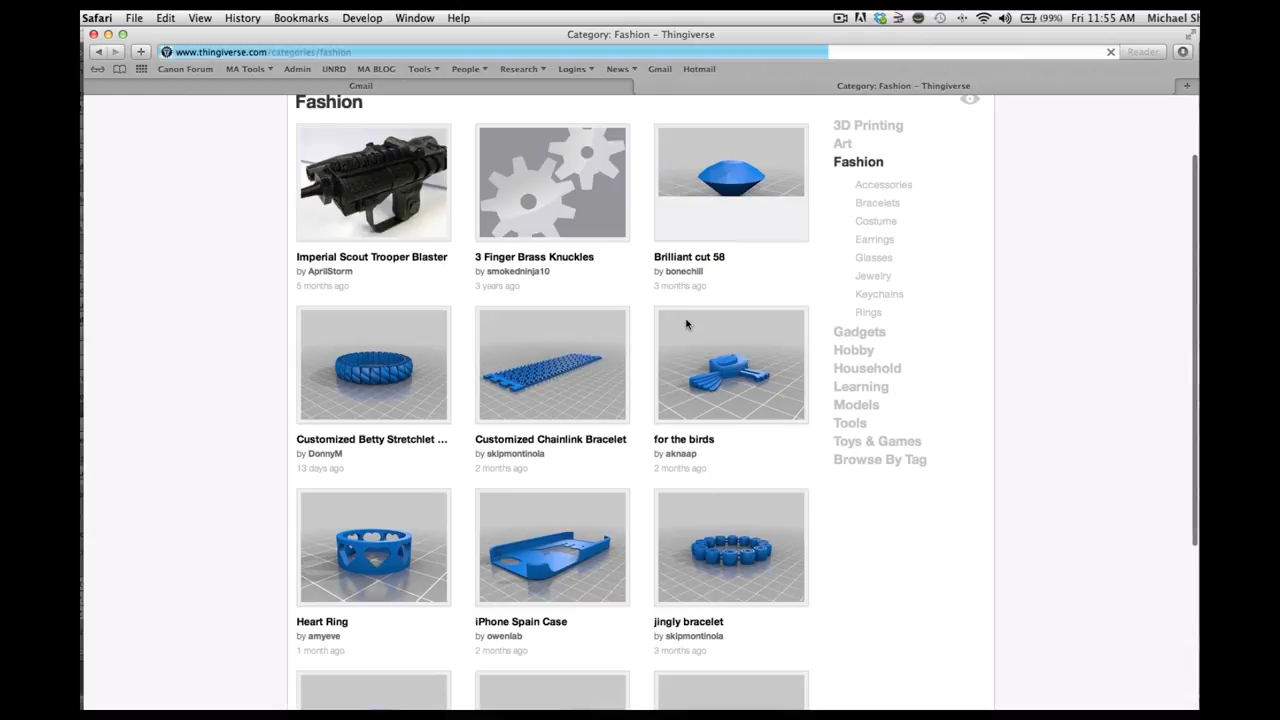 Safari File Edit View History Bookmarks Develop Window Help (99%) Fri 11:55 AM Michael Sh
Category: Fashion – Thingiverse
www.thingiverse.com/categories/fashion Reader
Canon Forum MA Tools Admin UNRD MA BLOG Tools People Research Logins News Gmail Hotmail
Gmail Category: Fashion – Thingiverse
Fashion
Imperial Scout Trooper Blaster
by AprilStorm
5 months ago
3 Finger Brass Knuckles
by smokedninja10
3 years ago
Brilliant cut 58
by bonechill
3 months ago
Customized Betty Stretchlet ...
by DonnyM
13 days ago
Customized Chainlink Bracelet
by skipmontinola
2 months ago
for the birds
by aknaap
2 months ago
Heart Ring
by amyeve
1 month ago
iPhone Spain Case
by owenlab
2 months ago
jingly bracelet
by skipmontinola
3 months ago
3D Printing
Art
Fashion
Accessories
Bracelets
Costume
Earrings
Glasses
Jewelry
Keychains
Rings
Gadgets
Hobby
Household
Learning
Models
Tools
Toys & Games
Browse By Tag